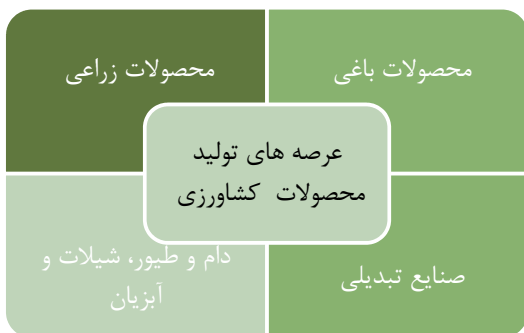 محصولات باغی
محصولات زراعی
عرصه های تولید
محصولات کشاورزی
صنایع تبدیلی
دام و طیور، شیلات و
آبزیان